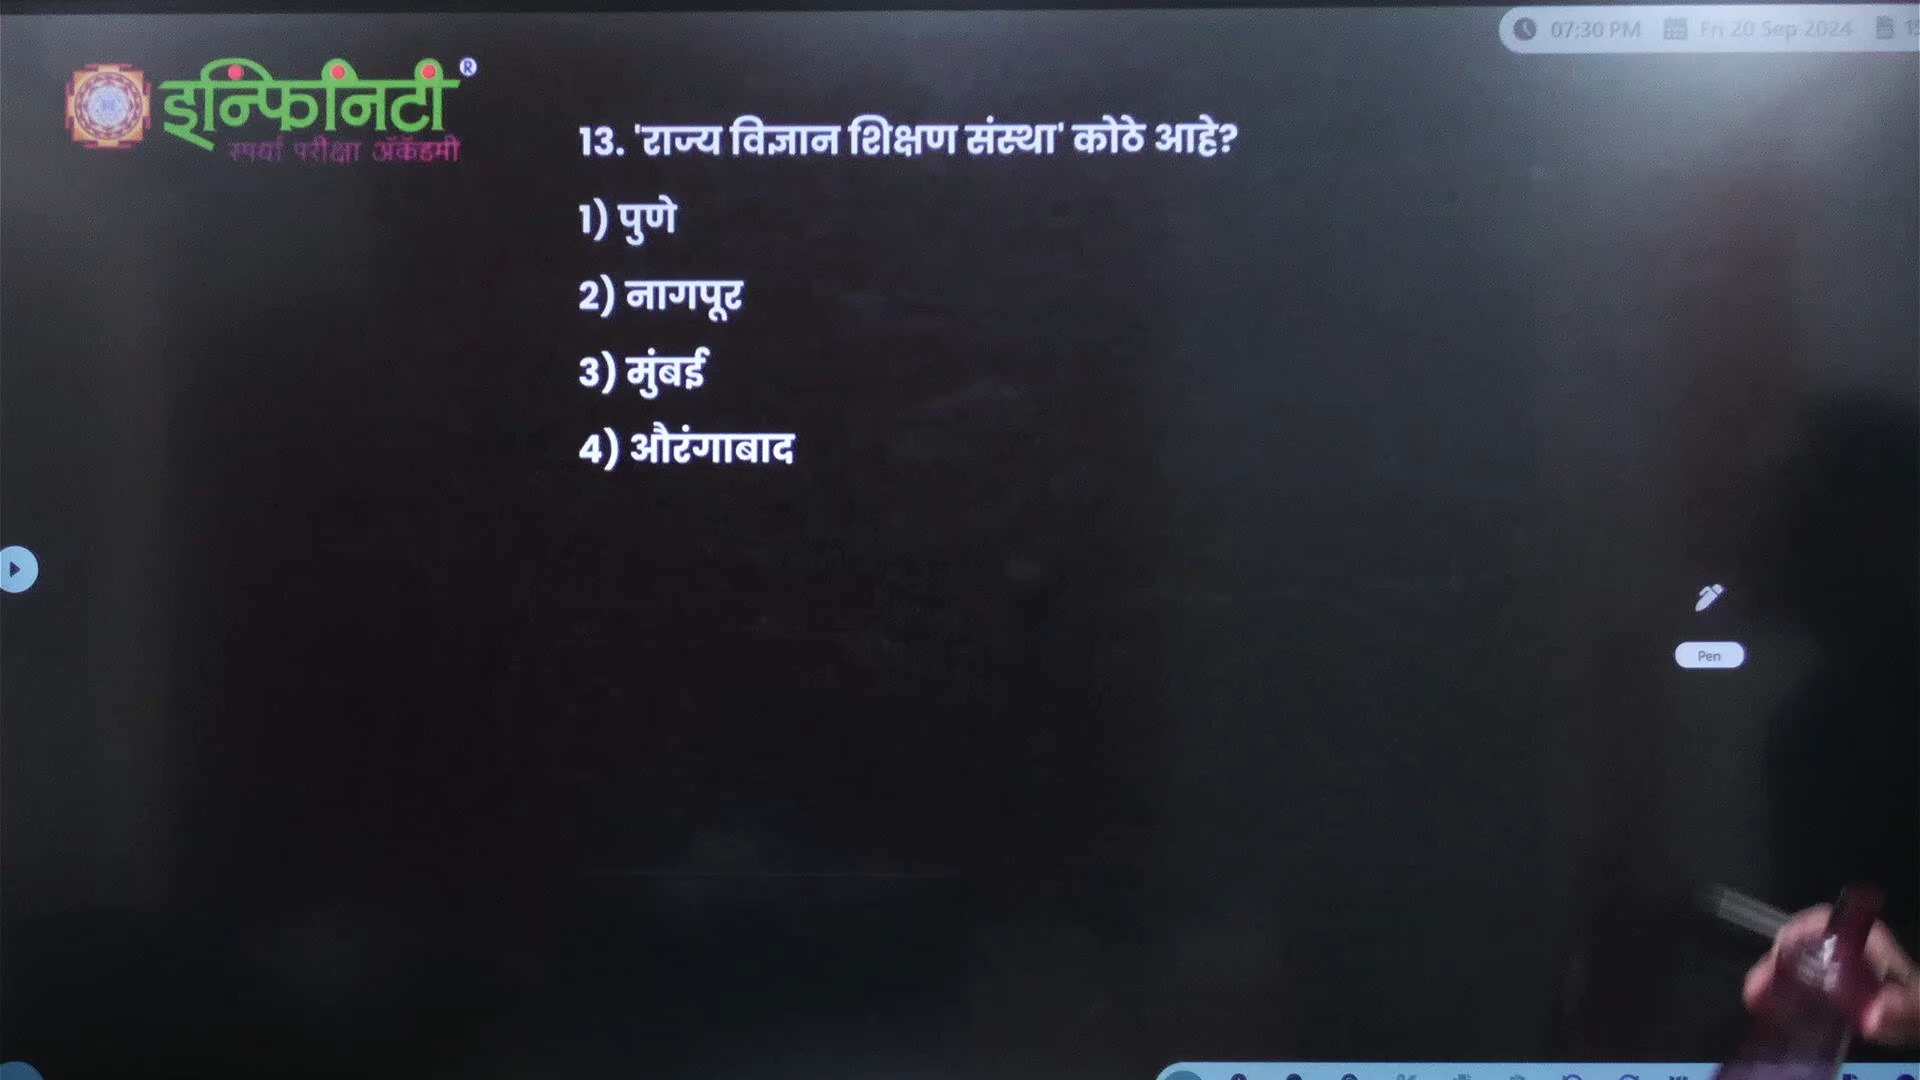 07:30 PM Fri 20 Sep 2024
इन्फिनिटी ®
स्पर्धा परीक्षा अॅकॅडमी
13. 'राज्य विज्ञान शिक्षण संस्था' कोठे आहे?
1) पुणे
2) नागपूर
3) मुंबई
4) औरंगाबाद
Pen